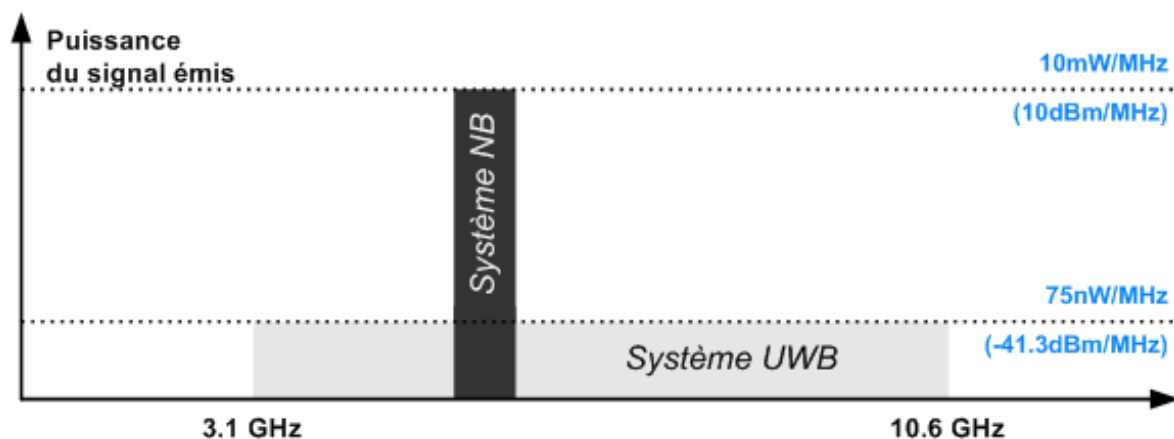 Puissance
du signal émis
10mW/MHz
(10dBm/MHz)
Système NB
75nW/MHz
(-41.3dBm/MHz)
Système UWB
3.1 GHz
10.6 GHz